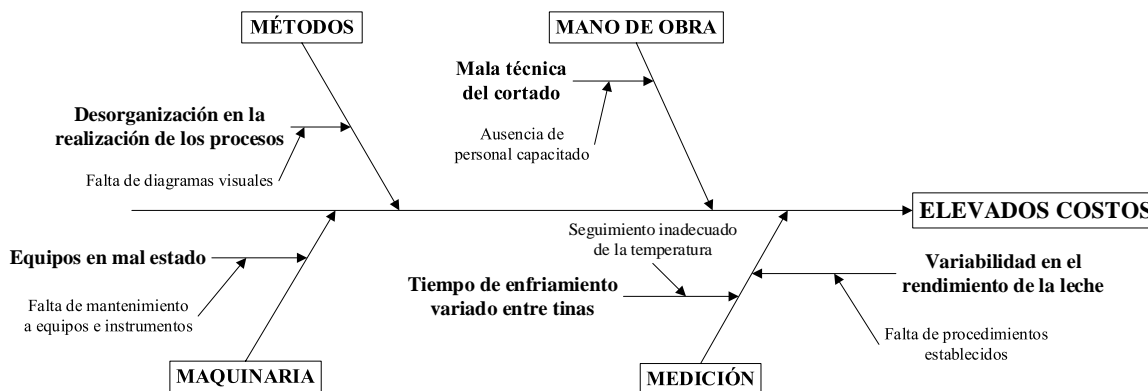 MÉTODOS
MANO DE OBRA
Mala técnica
del cortado
Desorganización en la
realización de los procesos
Ausencia de
personal capacitado
Falta de diagramas visuales
ELEVADOS COSTOS
Seguimiento inadecuado
de la temperatura
Equipos en mal estado
Variabilidad en el
rendimiento de la leche
Tiempo de enfriamiento
variado entre tinas
Falta de mantenimiento
a equipos e instrumentos
Falta de procedimientos
establecidos
MAQUINARIA
MEDICIÓN